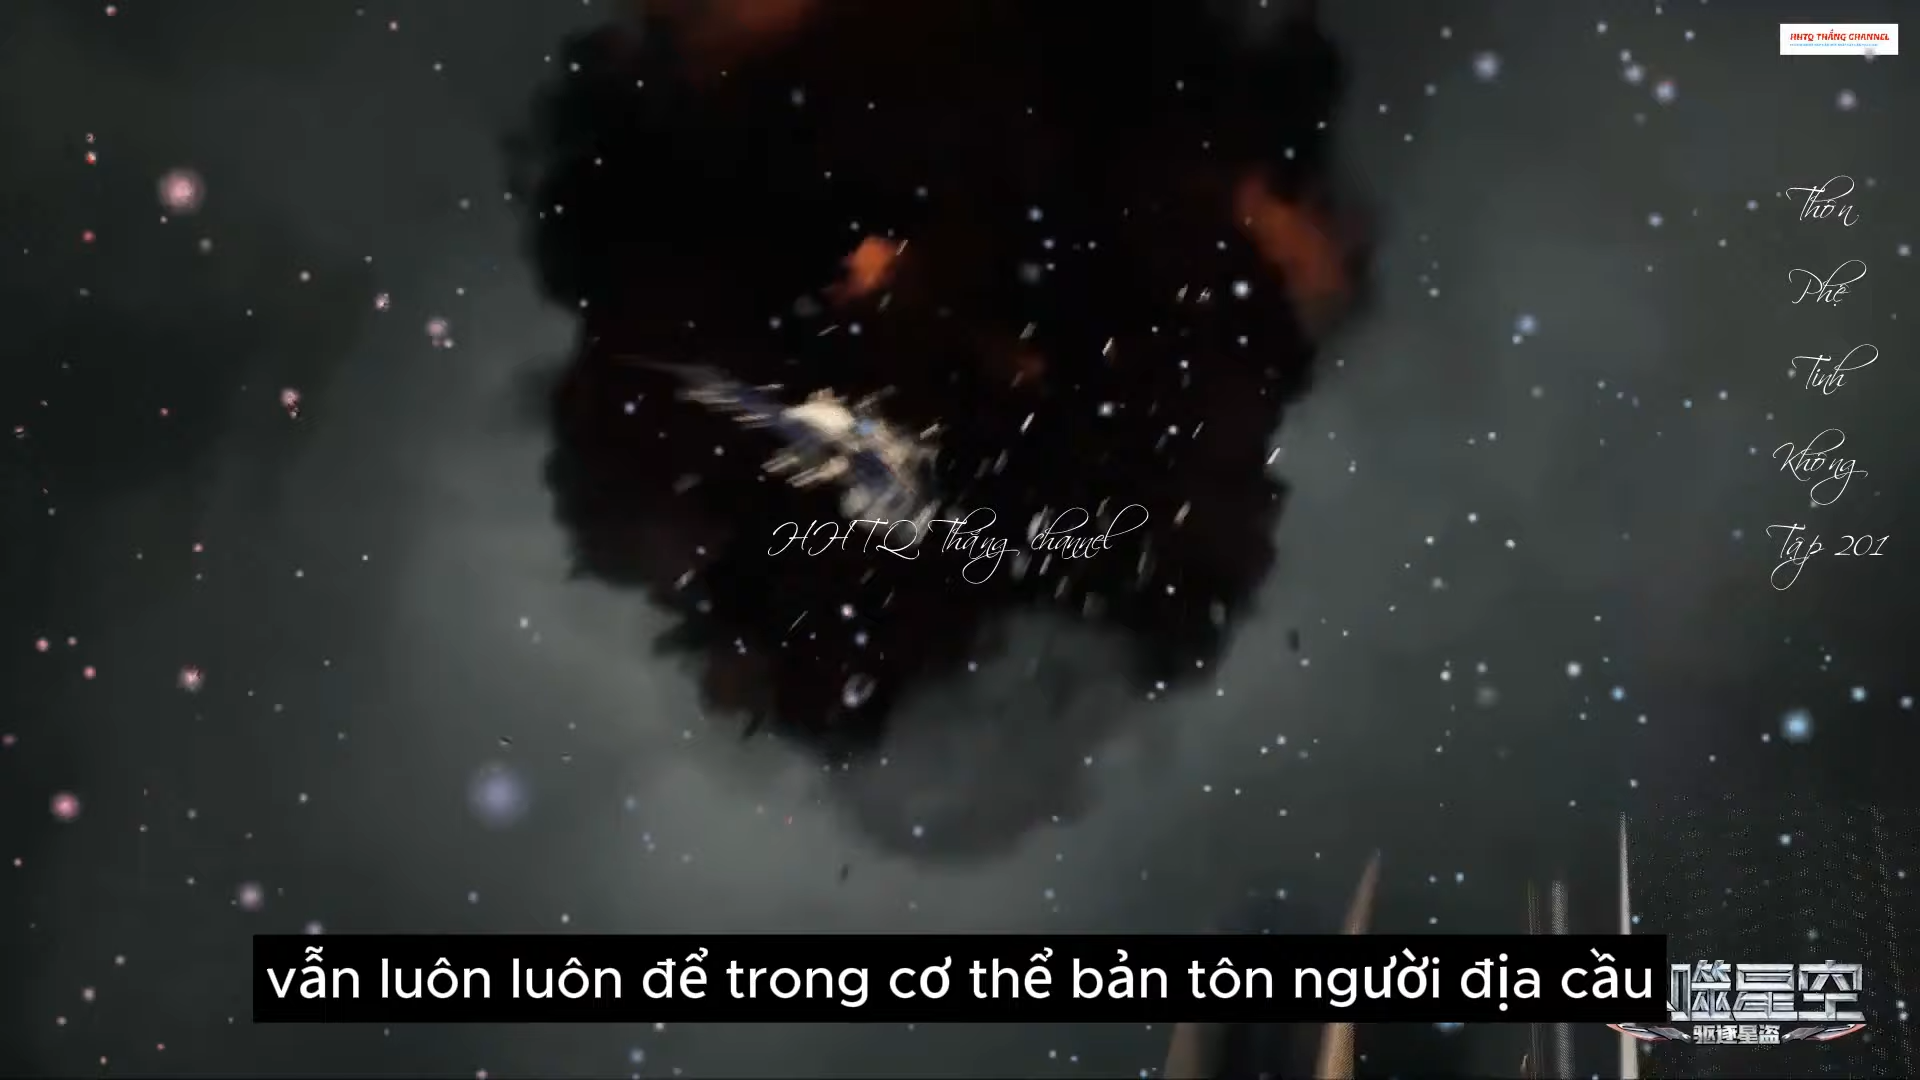 HHTQ THẮNG CHANNEL
Thôn
Phệ
Tinh
Không
Tập 201
HHTQ Thắng channel
vẫn luôn luôn để trong cơ thể bản tôn người địa cầu
噬星空
驱逐星盗